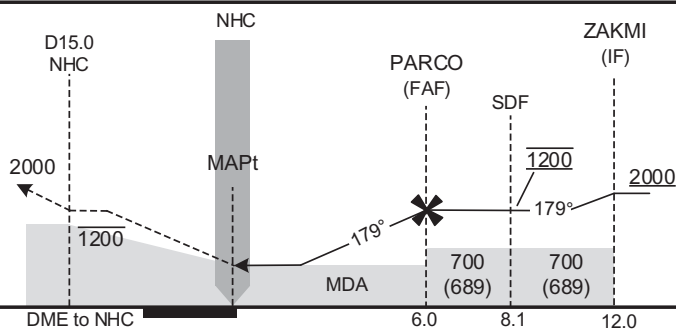 NHC
ZAKMI
(IF)
D15.0
NHC
PARCO
(FAF)
SDF
MAPt
1200
2000
2000
179°
179°
1200
700
(689)
700
(689)
MDA
DME to NHC
6.0
8.1
12.0